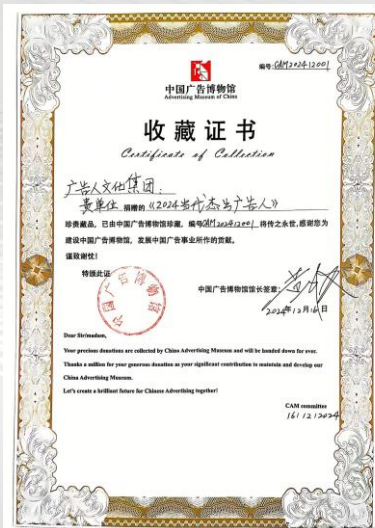 编号:CAM202412001
中国广告博物馆
Advertising Museum of China
收藏证书
Certificate of Collection
广告人文化集团:
贵单位 捐赠的《2024当代杰出广告人》
珍贵藏品,已由中国广告博物馆珍藏,编号CAM202412001 将传之永世,感谢您为
建设中国广告博物馆,发展中国广告事业所作的贡献。
谨致谢忱!
特颁此证
中国广告博物馆馆长签章:
2024年12月16日
中国广告博物馆
Dear Sir/madam,
Your precious donations are collected by China Advertising Museum and will be handed down for ever.
Thanks a million for your generous donation as your significant contribution to maintain and develop our
China Advertising Museum.
Let's create a brilliant future for Chinese Advertising together!
CAM committee
16/12/2024